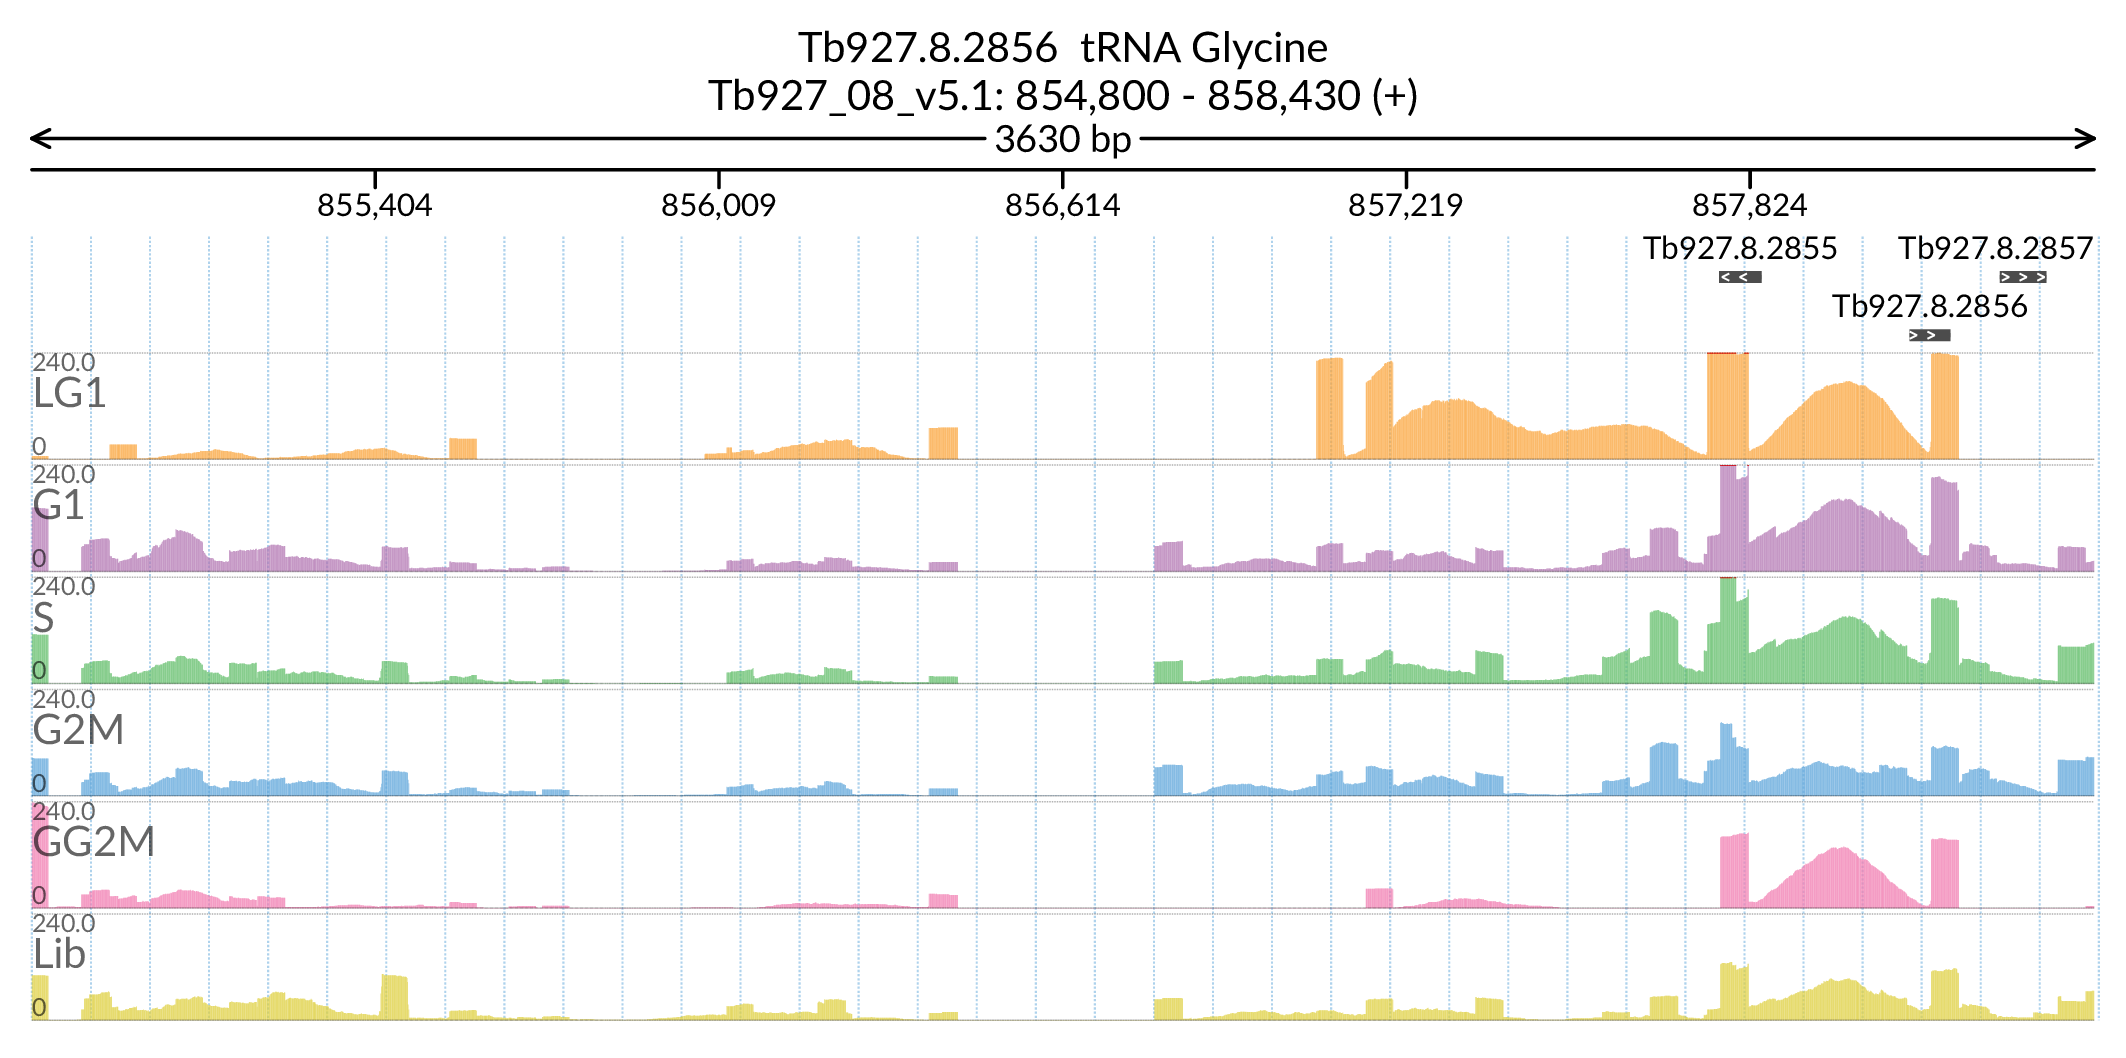 Tb927.8.2856 tRNA Glycine
Tb927_08_v5.1: 854,800 - 858,430 (+)
3630 bp
855,404 856,009 856,614 857,219 857,824
Tb927.8.2855 Tb927.8.2857
< < > > >
Tb927.8.2856
> >
240.0
LG1
0
240.0
G1
0
240.0
S
0
240.0
G2M
0
240.0
GG2M
0
240.0
Lib
0